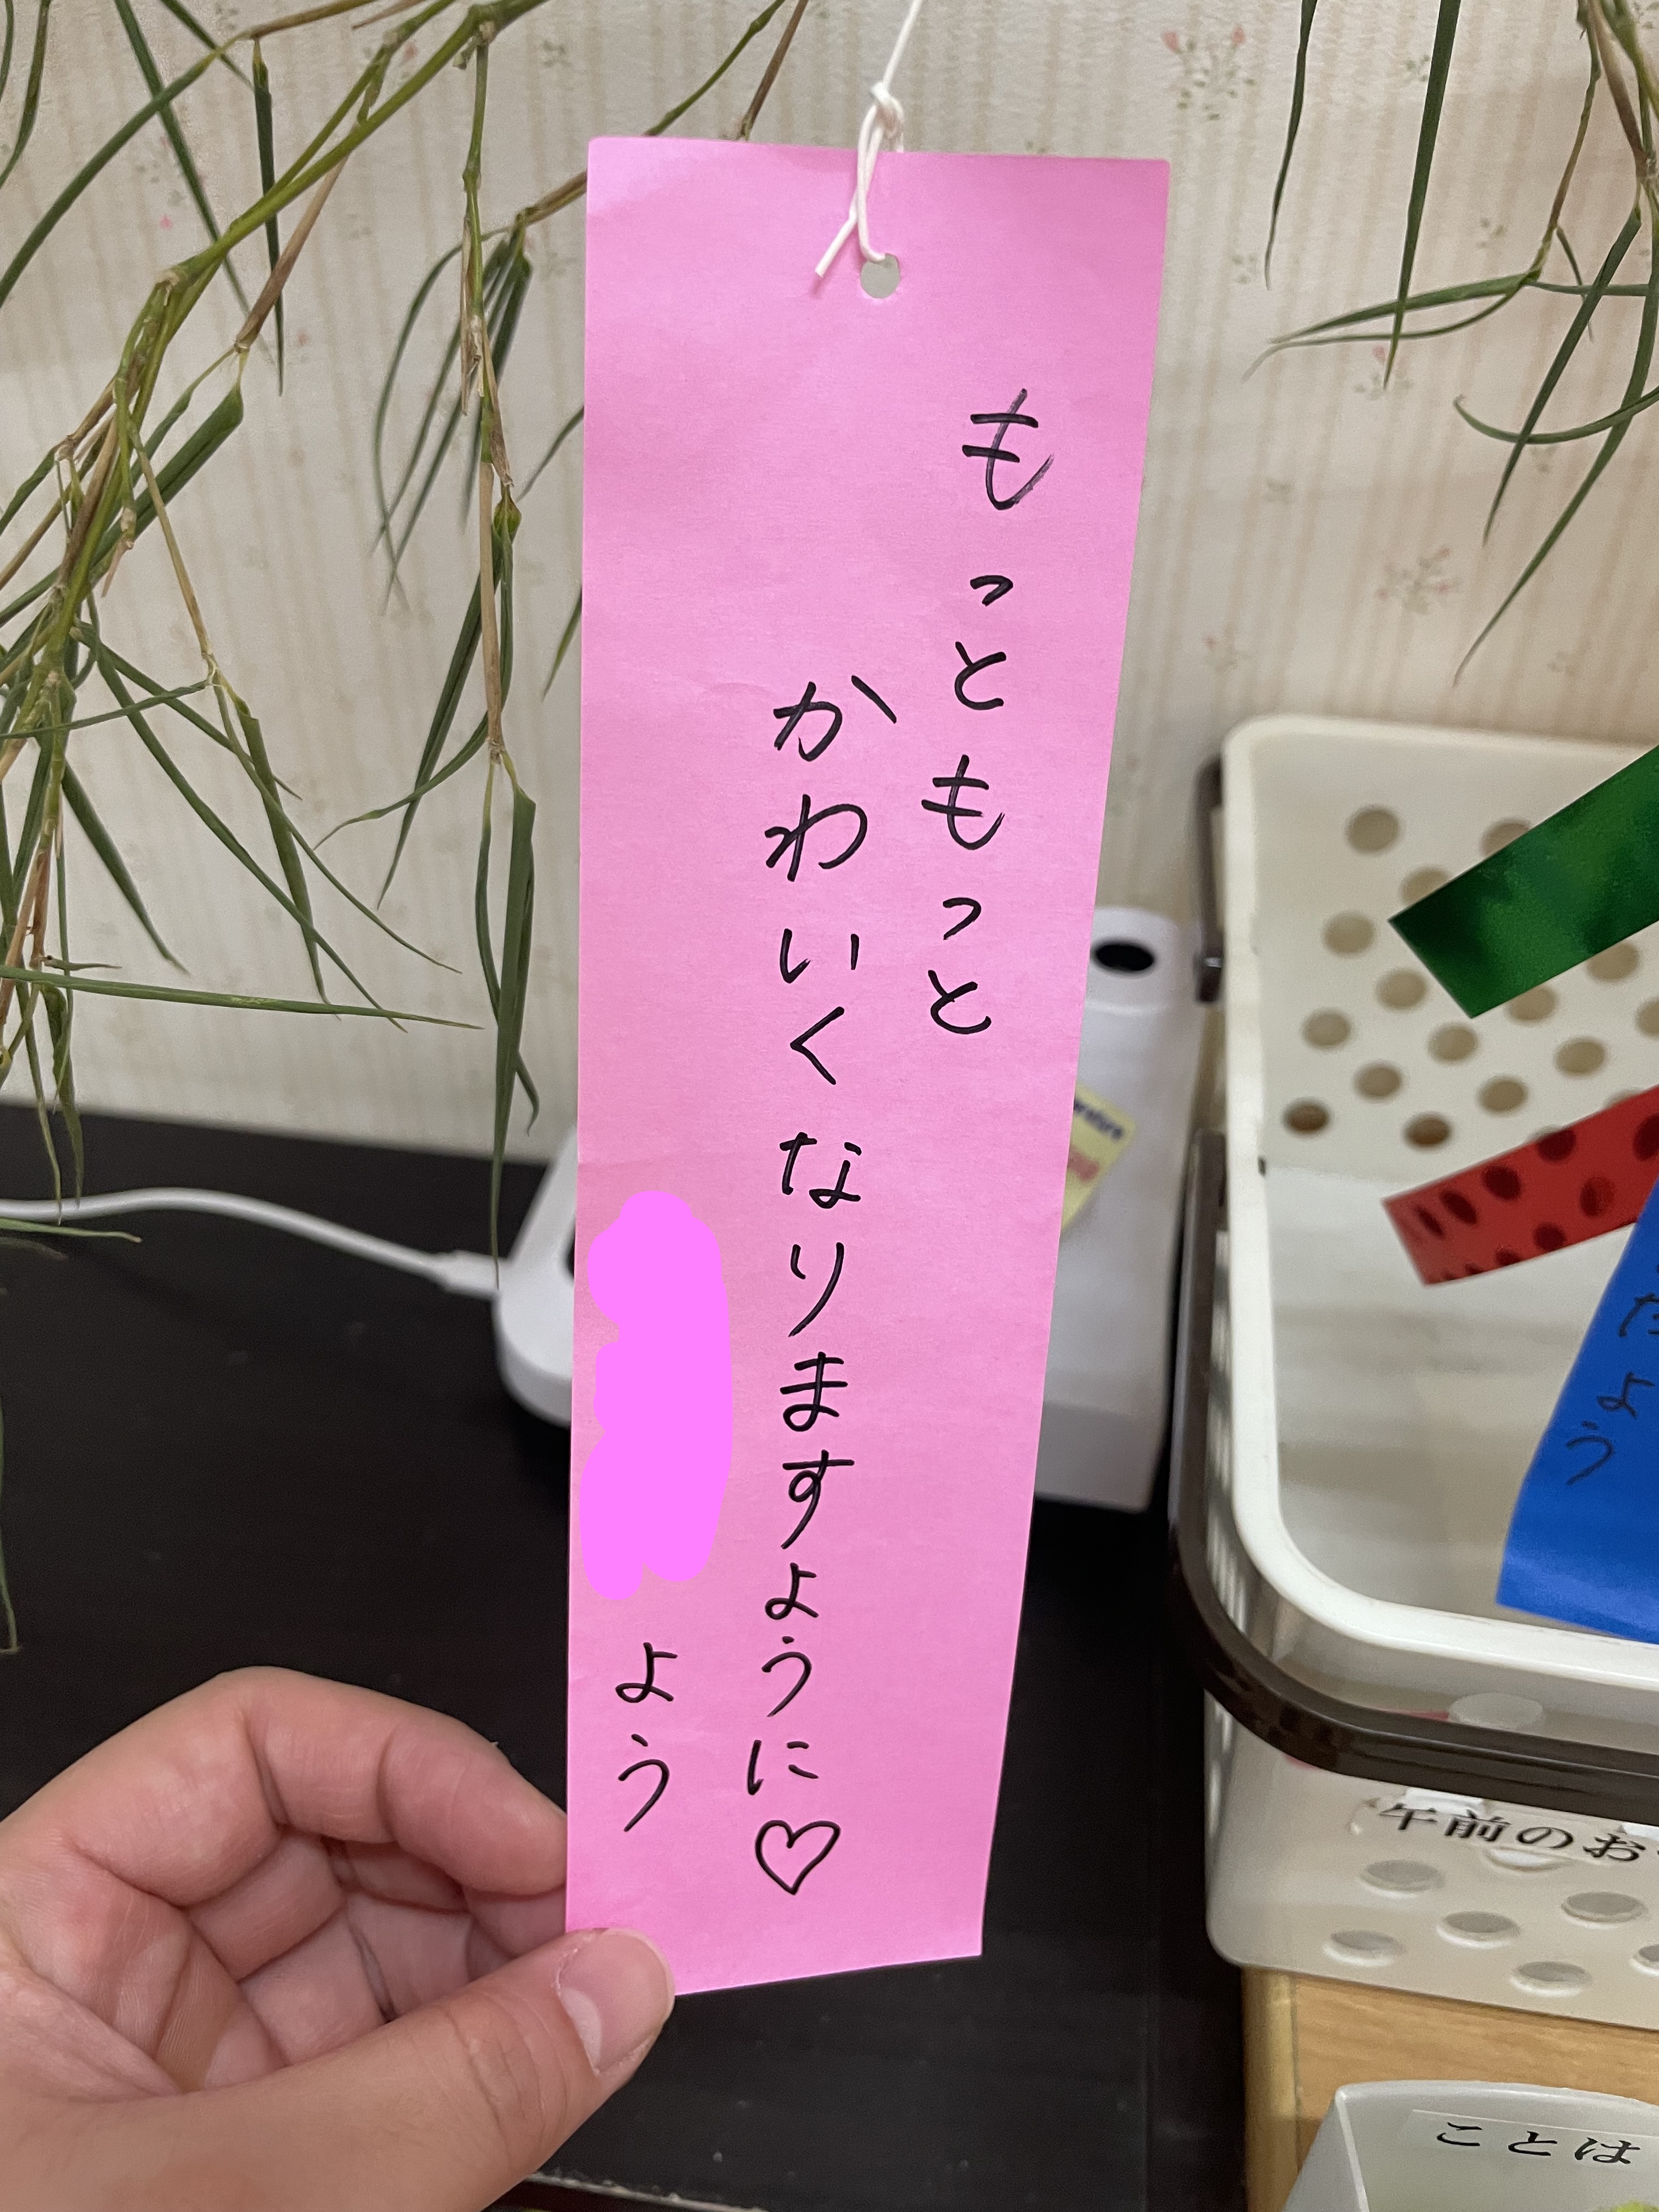 もっともっと
かわいくなりますように♡
よう
たよう
午前のお
ことは